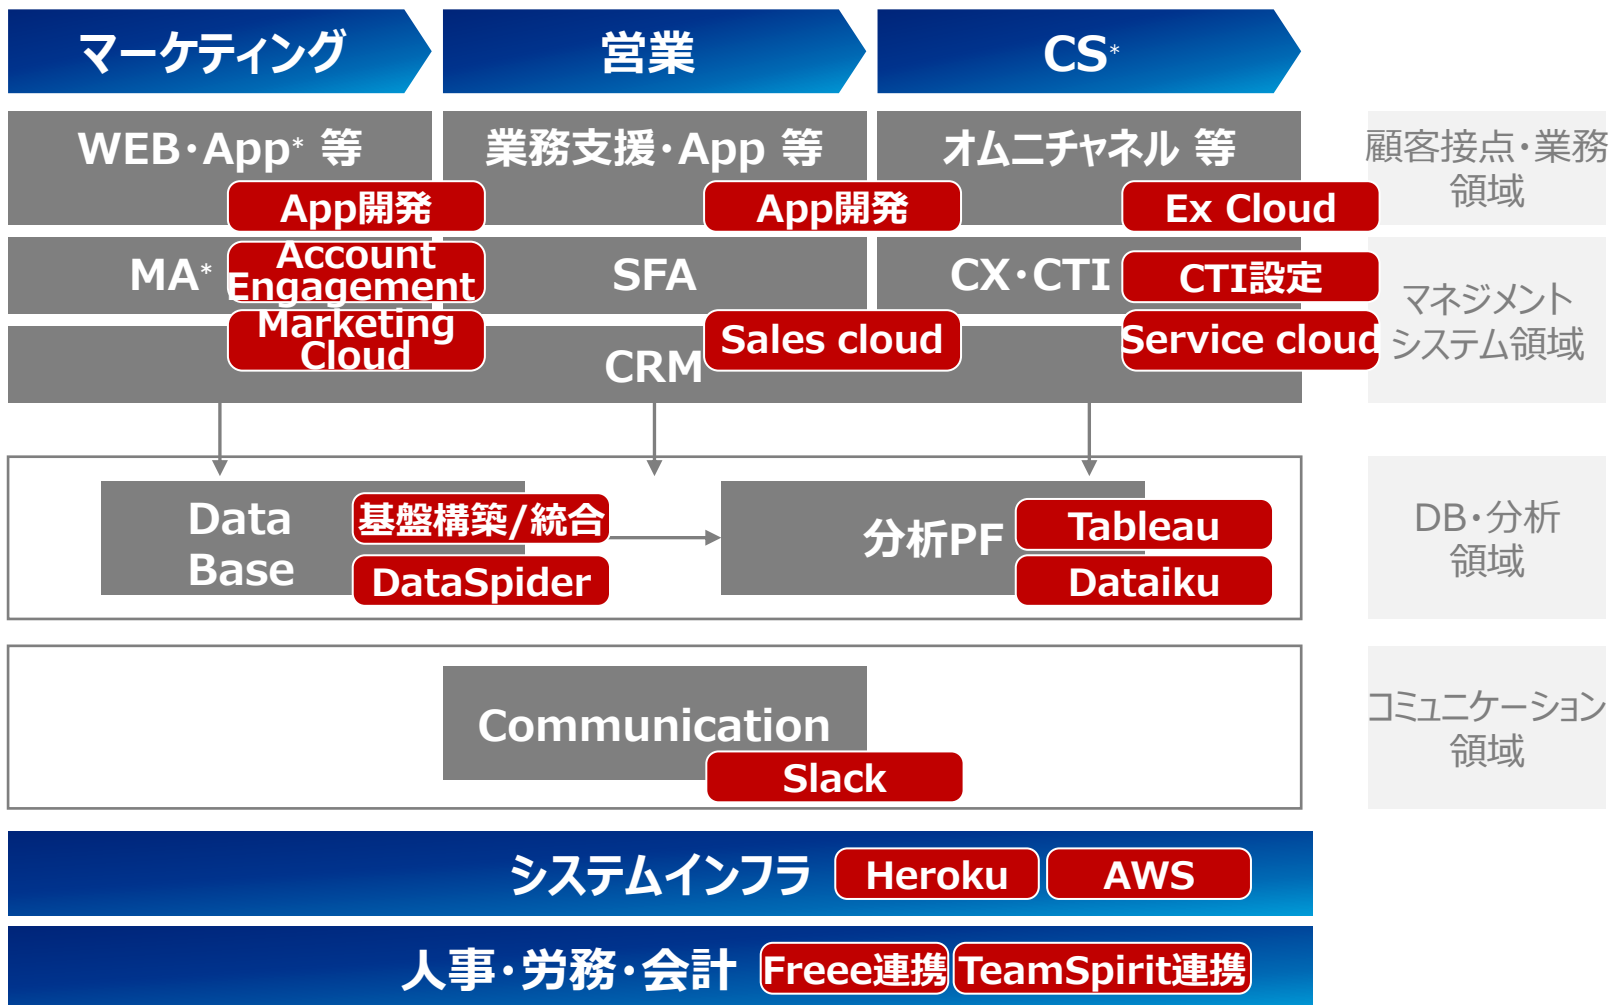 マーケティング
営業
CS*
WEB・App* 等
業務支援・App 等
オムニチャネル 等
顧客接点・業務
領域
App開発
App開発
Ex Cloud
MA*
Account
Engagement
SFA
CX・CTI
CTI設定
マネジメント
システム領域
Marketing
Cloud
CRM
Sales cloud
Service cloud
Data
Base
基盤構築/統合
DataSpider
分析PF
Tableau
Dataiku
DB・分析
領域
Communication
Slack
コミュニケーション
領域
システムインフラ
Heroku
AWS
人事・労務・会計
Freee連携
TeamSpirit連携